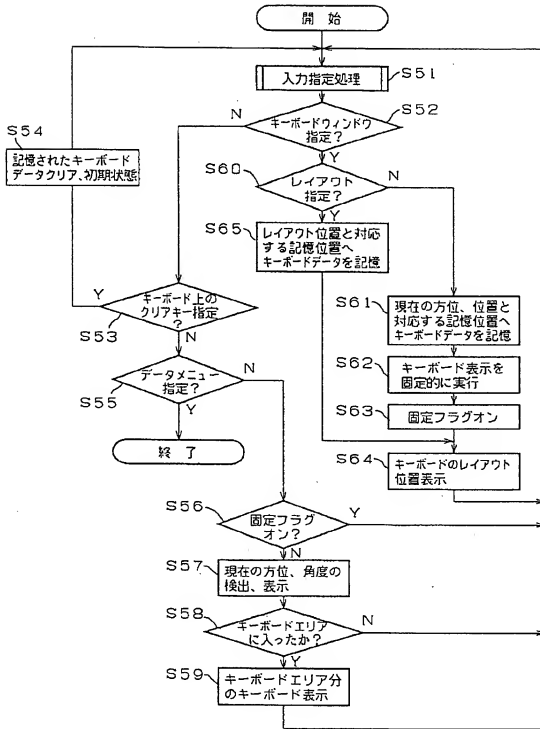 開始
入力指定処理
S51
S52
キーボードウィンドウ
指定?
N
Y
S54
記憶されたキーボード
データクリア、初期状態
S60
レイアウト
指定?
N
Y
S65
レイアウト位置と対応
する記憶位置へ
キーボードデータを記憶
Y
キーボード上の
クリアキー指定
?
S53
N
S61
現在の方位、位置と
対応する記憶位置へ
キーボードデータを記憶
S62
キーボード表示を
固定的に実行
S63
固定フラグオン
S64
キーボードのレイアウト
位置表示
データメニュー
指定?
N
S55
Y
終了
S56
固定フラグ
オン?
Y
N
S57
現在の方位、角度の
検出、表示
S58
キーボードエリア
に入ったか?
N
Y
S59
キーボードエリア分
のキーボード表示